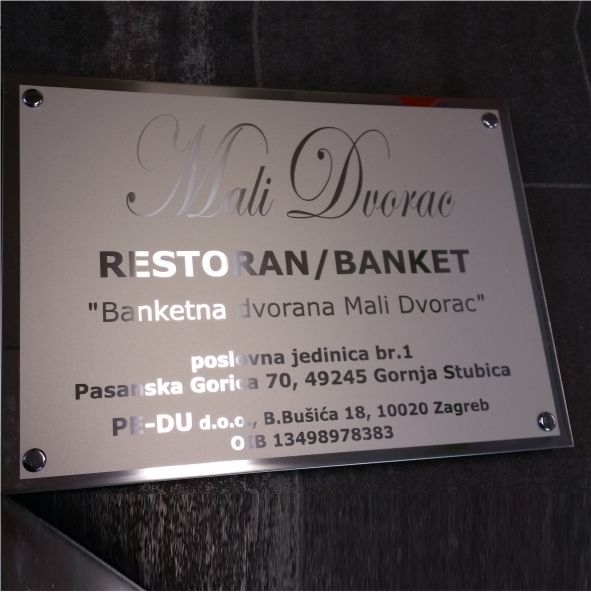 Mali Dvorac
RESTORAN/BANKET
"Banketna dvorana Mali Dvorac"
poslovna jedinica br.1
Pasanska Gorica 70, 49245 Gornja Stubica
PE-DU d.o.o., B.Bušića 18, 10020 Zagreb
OIB 13498978383